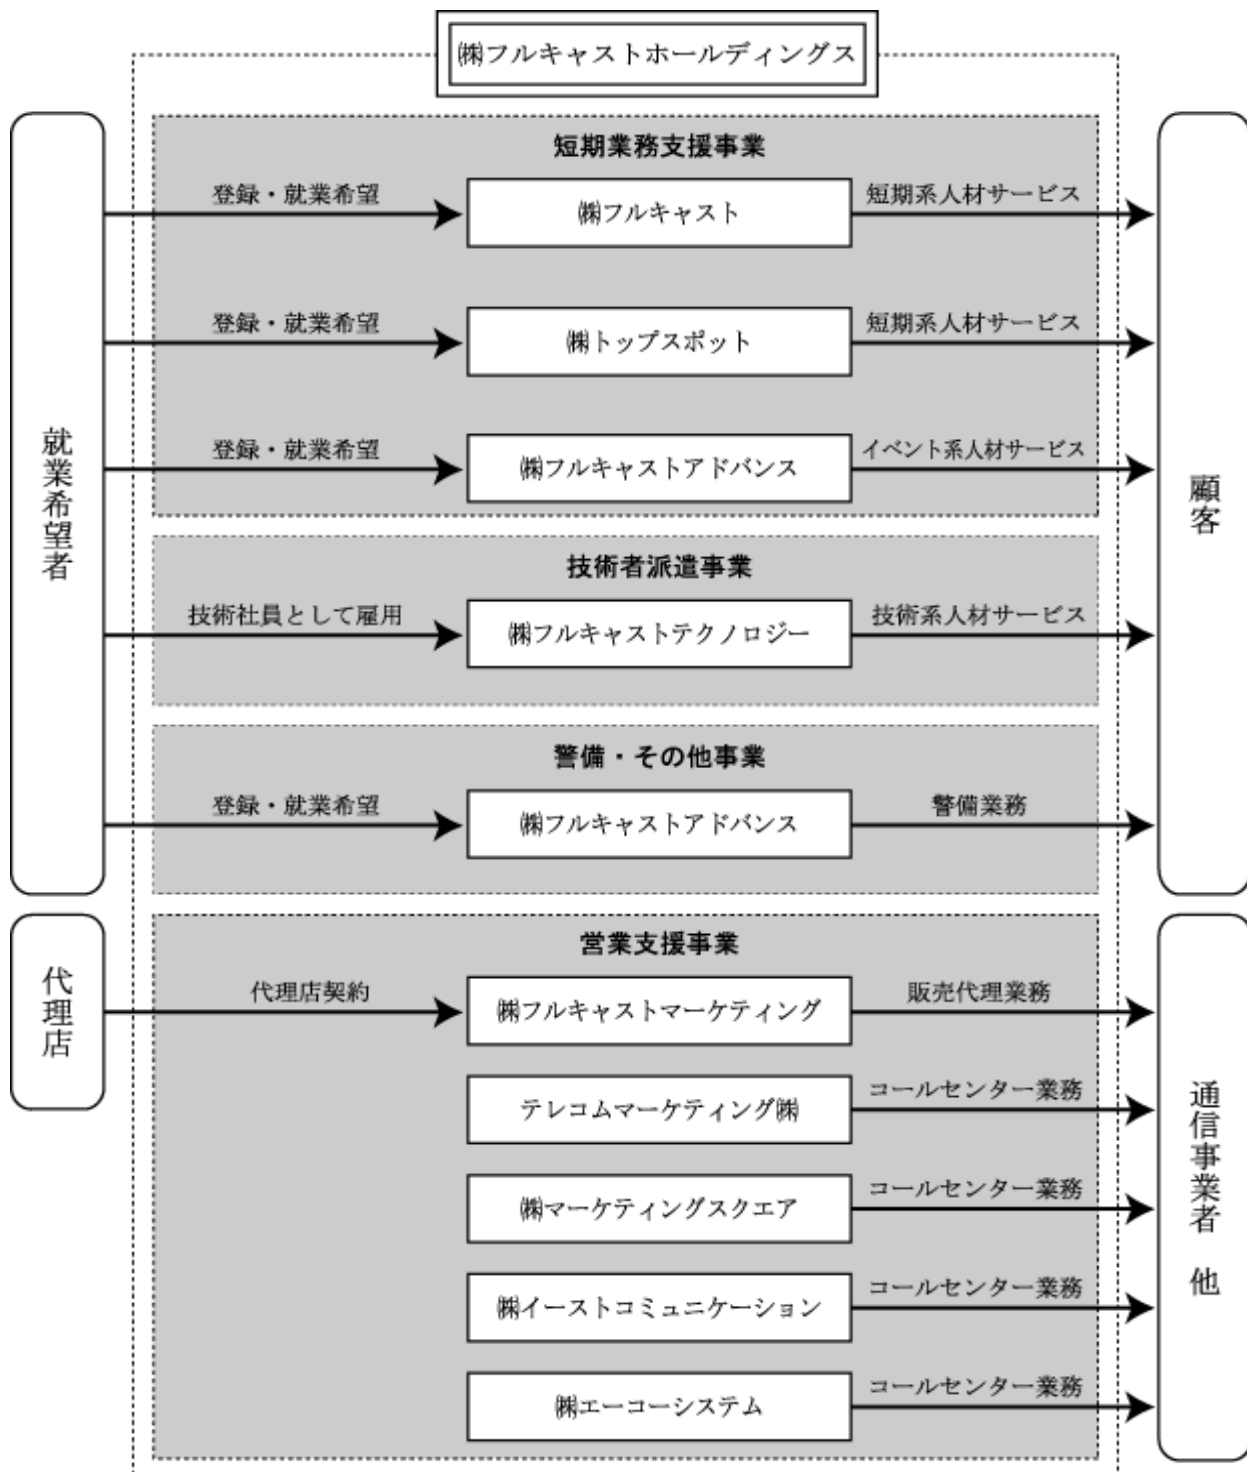 ㈱フルキャストホールディングス
就業希望者
短期業務支援事業
登録・就業希望
㈱フルキャスト
短期系人材サービス
登録・就業希望
㈱トップスポット
短期系人材サービス
登録・就業希望
㈱フルキャストアドバンス
イベント系人材サービス
技術者派遣事業
技術社員として雇用
㈱フルキャストテクノロジー
技術系人材サービス
警備・その他事業
登録・就業希望
㈱フルキャストアドバンス
警備業務
顧客
代理店
営業支援事業
代理店契約
㈱フルキャストマーケティング
販売代理業務
テレコムマーケティング㈱
コールセンター業務
㈱マーケティングスクエア
コールセンター業務
㈱イーストコミュニケーション
コールセンター業務
㈱エーコーシステム
コールセンター業務
通信事業者　他